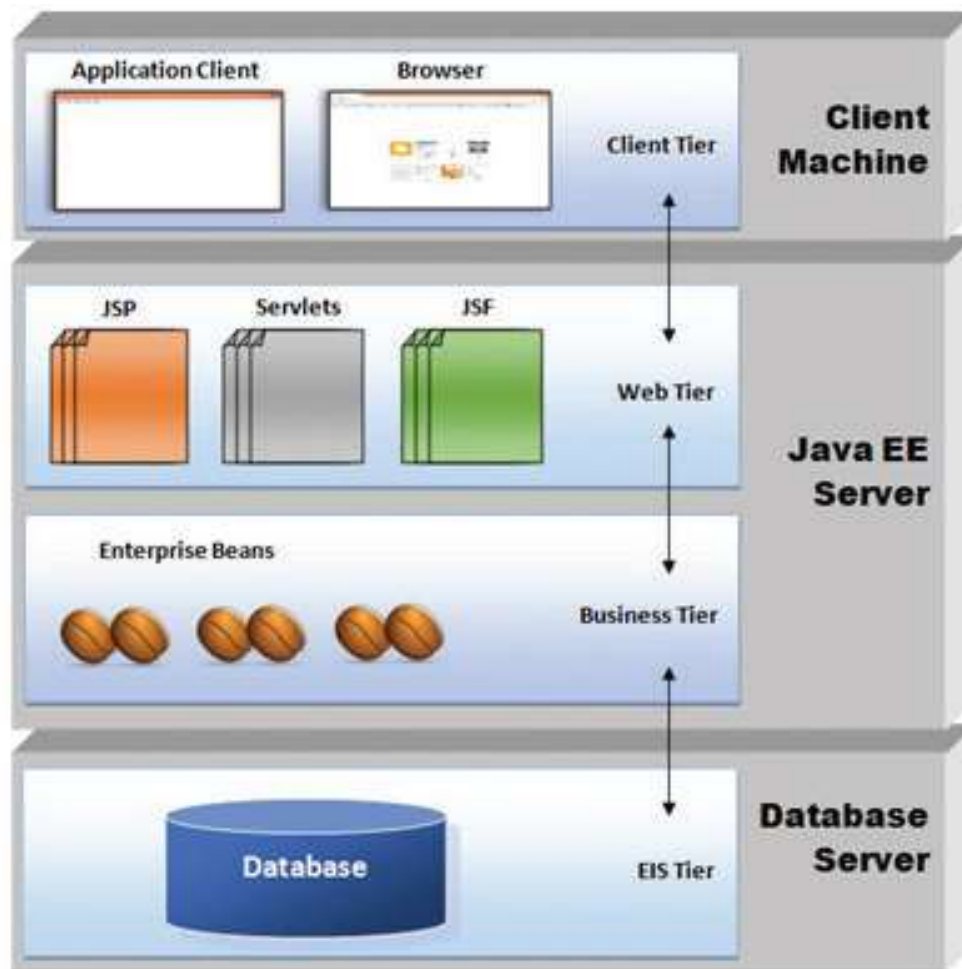 Application Client
Browser
Client Tier
Client
Machine
JSP
Servlets
JSF
Web Tier
Java EE
Server
Enterprise Beans
Business Tier
Database
EIS Tier
Database
Server